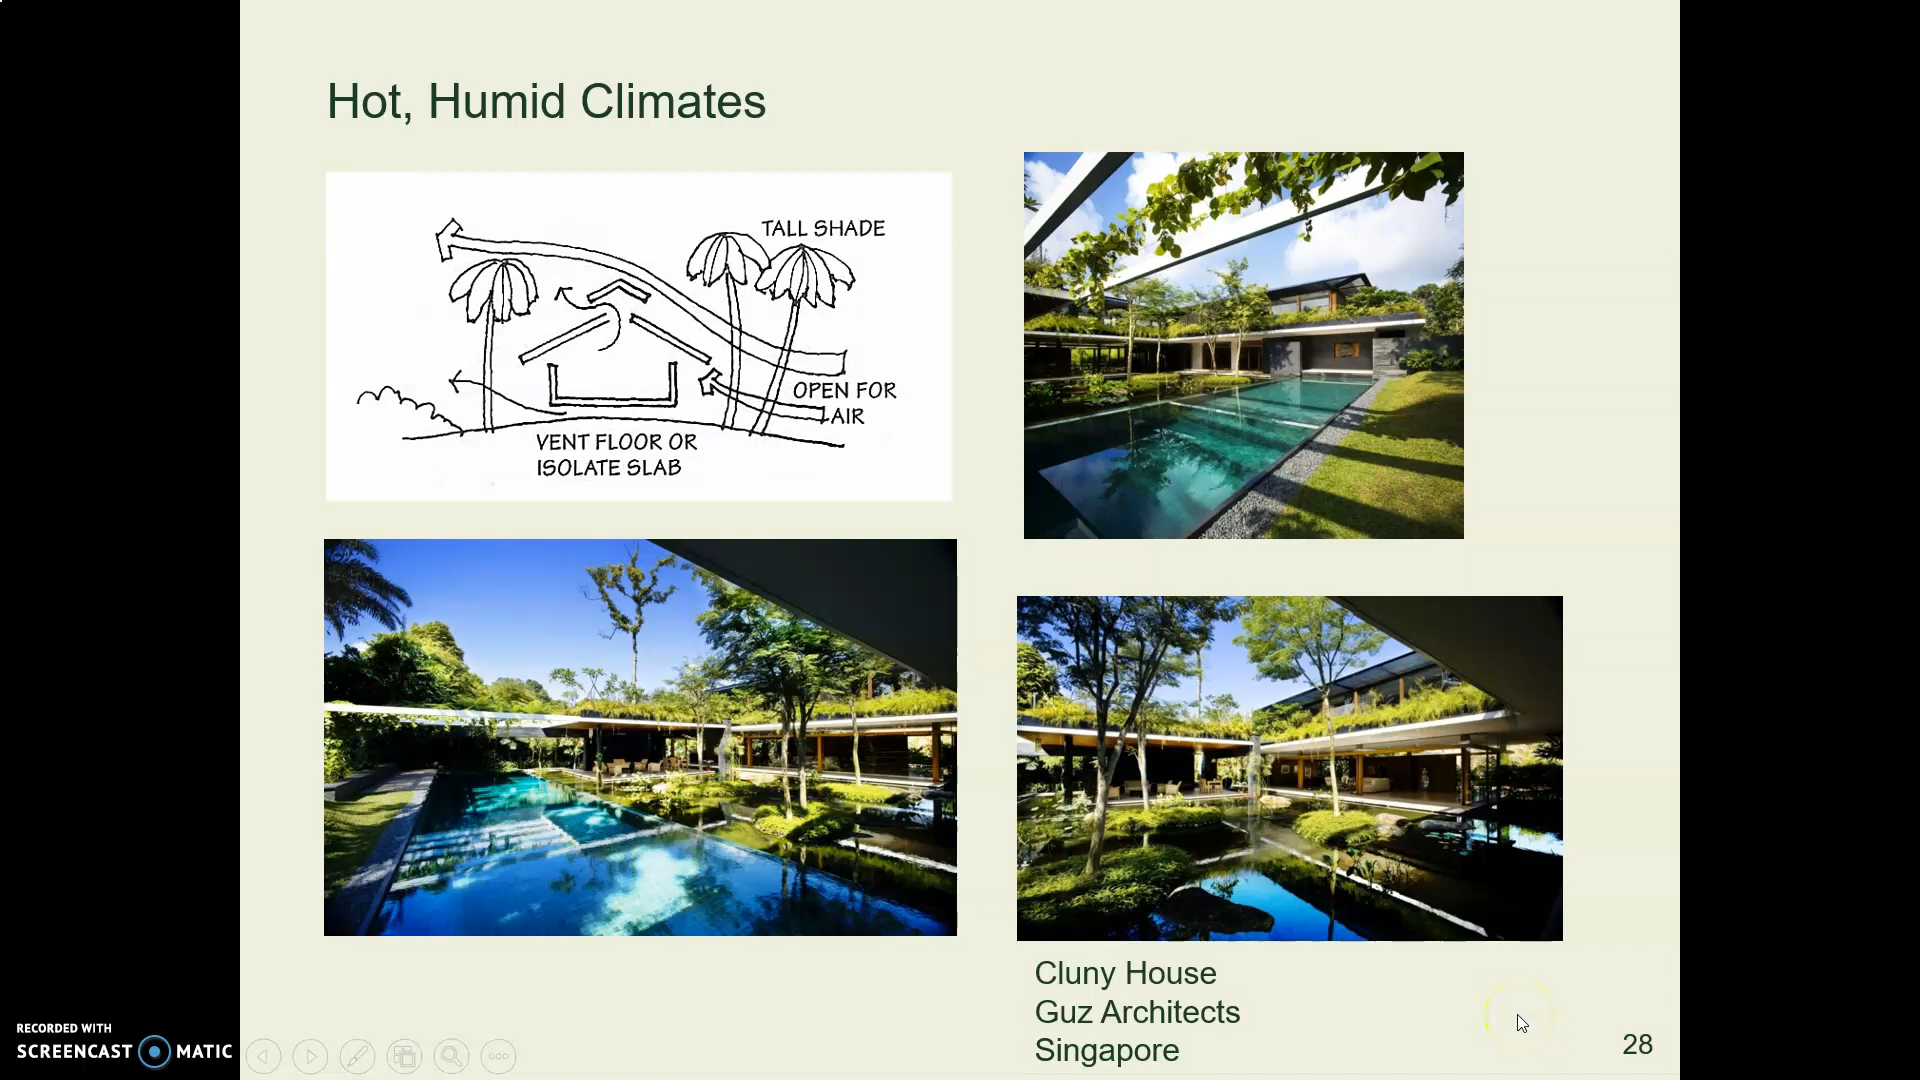 Hot, Humid Climates
TALL SHADE
OPEN FOR
AIR
VENT FLOOR OR
ISOLATE SLAB
Cluny House
Guz Architects
Singapore
28
RECORDED WITH
SCREENCAST MATIC